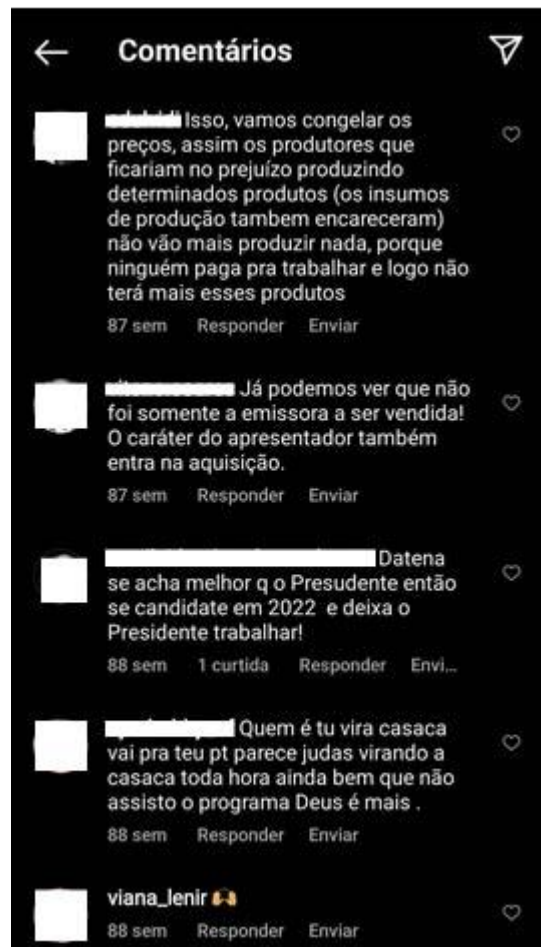 Comentários
Isso, vamos congelar os
preços, assim os produtores que
ficariam no prejuízo produzindo
determinados produtos (os insumos
de produção tambem encareceram)
não vão mais produzir nada, porque
ninguém paga pra trabalhar e logo não
terá mais esses produtos
87 sem Responder Enviar
Já podemos ver que não
foi somente a emissora a ser vendida!
O caráter do apresentador também
entra na aquisição.
87 sem Responder Enviar
Datena
se acha melhor q o Presudente então
se candidate em 2022 e deixa o
Presidente trabalhar!
88 sem 1 curtida Responder Envi...
Quem é tu vira casaca
vai pra teu pt parece judas virando a
casaca toda hora ainda bem que não
assisto o programa Deus é mais .
88 sem Responder Enviar
viana_lenir 🙌
88 sem Responder Enviar